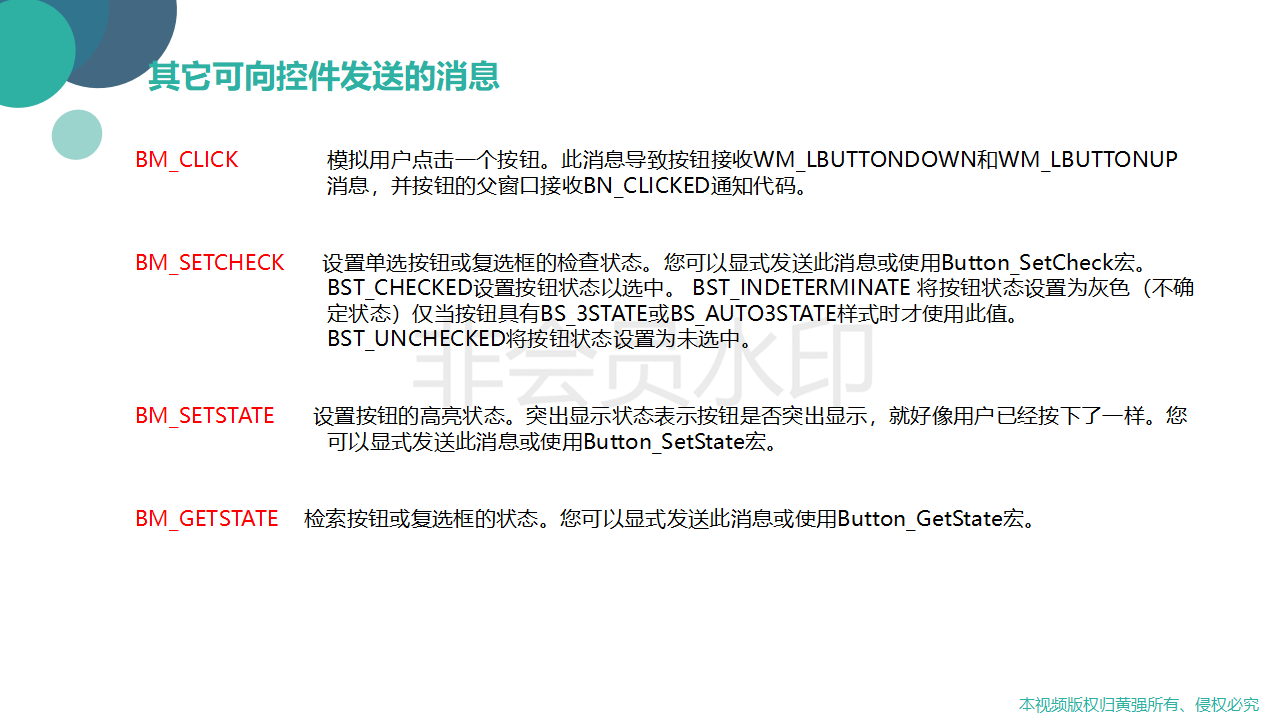 其它可向控件发送的消息
BM_CLICK 模拟用户点击一个按钮。此消息导致按钮接收WM_LBUTTONDOWN和WM_LBUTTONUP
消息，并按钮的父窗口接收BN_CLICKED通知代码。
BM_SETCHECK 设置单选按钮或复选框的检查状态。您可以显式发送此消息或使用Button_SetCheck宏。
BST_CHECKED设置按钮状态以选中。 BST_INDETERMINATE 将按钮状态设置为灰色（不确
定状态）仅当按钮具有BS_3STATE或BS_AUTO3STATE样式时才使用此值。
BST_UNCHECKED将按钮状态设置为未选中。
非会员水印
BM_SETSTATE 设置按钮的高亮状态。突出显示状态表示按钮是否突出显示，就好像用户已经按下了一样。您
可以显式发送此消息或使用Button_SetState宏。
BM_GETSTATE 检索按钮或复选框的状态。您可以显式发送此消息或使用Button_GetState宏。
本视频版权归黄强所有、侵权必究